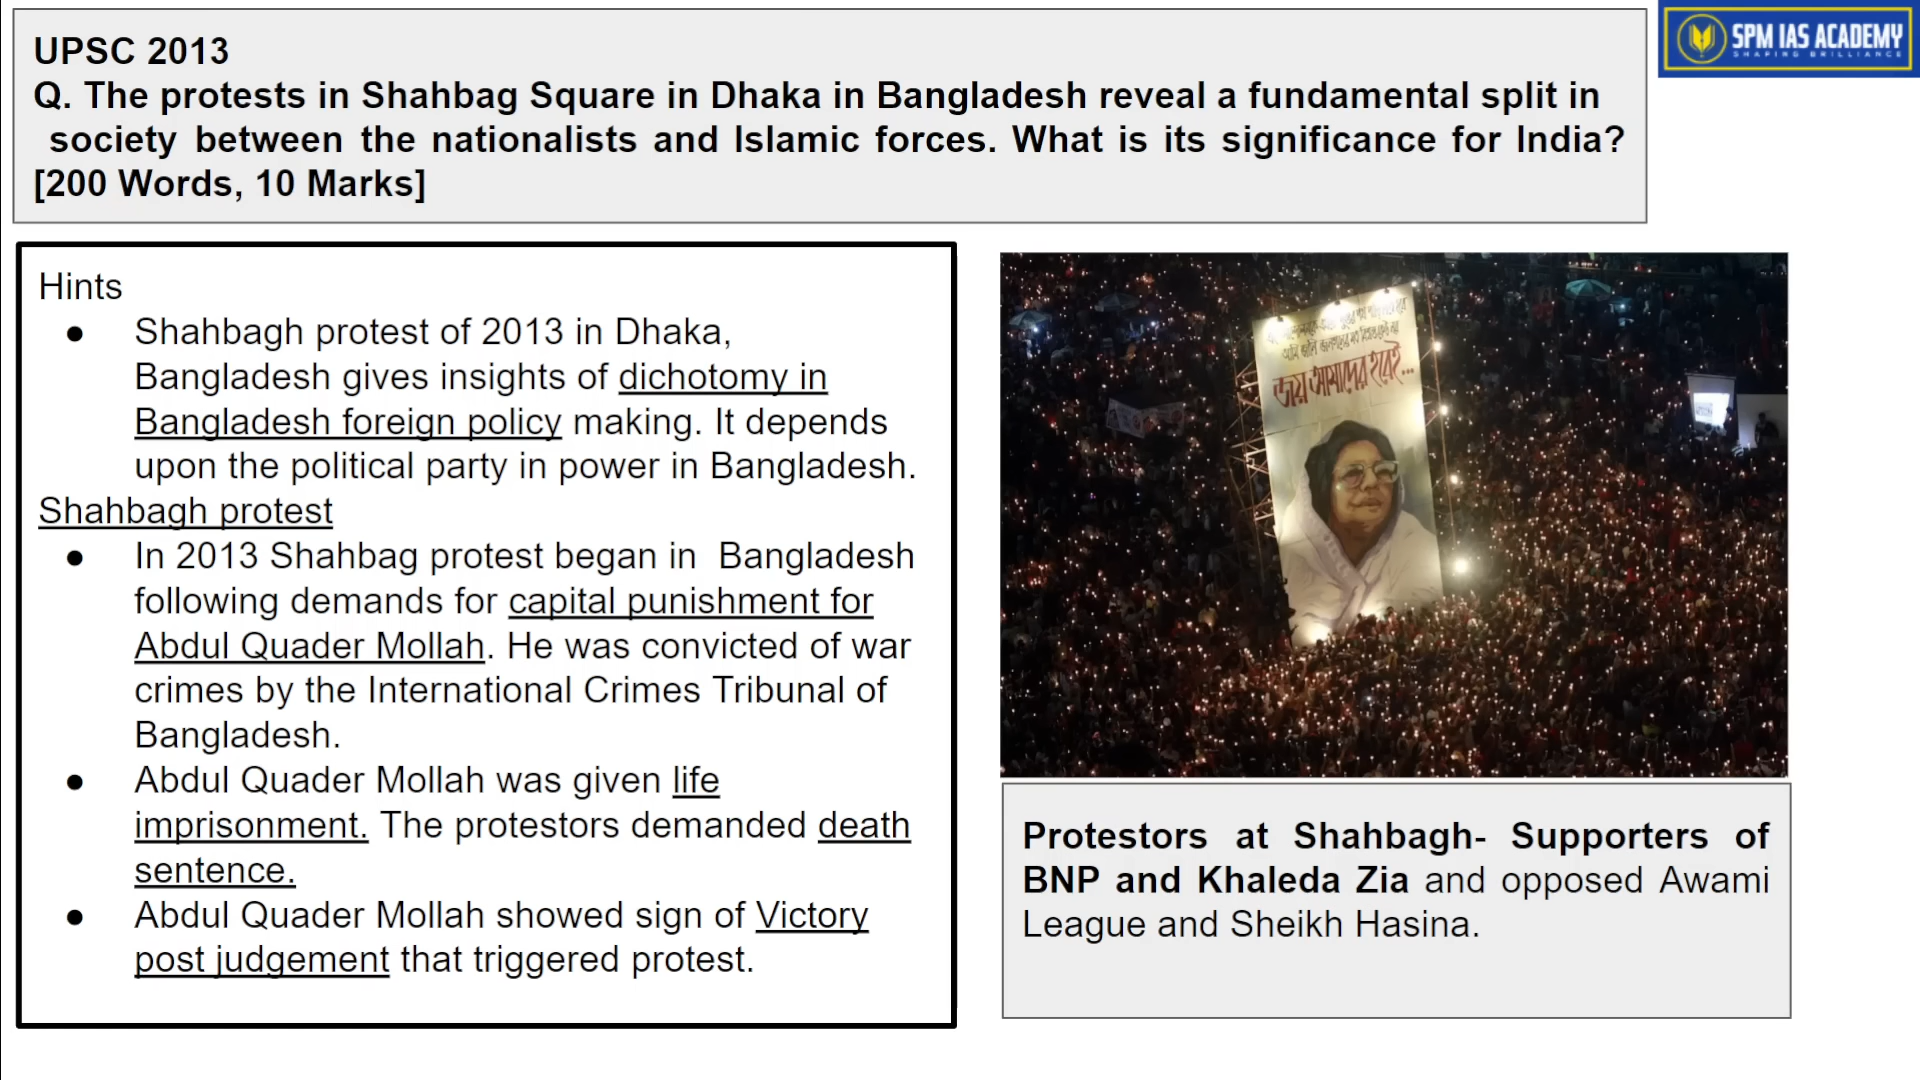 UPSC 2013
Q. The protests in Shahbag Square in Dhaka in Bangladesh reveal a fundamental split in
society between the nationalists and Islamic forces. What is its significance for India?
[200 Words, 10 Marks]
SPM IAS ACADEMY
SHAPING BRILLIANCE
Hints
● Shahbagh protest of 2013 in Dhaka,
Bangladesh gives insights of dichotomy in
Bangladesh foreign policy making. It depends
upon the political party in power in Bangladesh.
Shahbagh protest
● In 2013 Shahbag protest began in Bangladesh
following demands for capital punishment for
Abdul Quader Mollah. He was convicted of war
crimes by the International Crimes Tribunal of
Bangladesh.
● Abdul Quader Mollah was given life
imprisonment. The protestors demanded death
sentence.
● Abdul Quader Mollah showed sign of Victory
post judgement that triggered protest.
জয় আমাদের হবেই...
Protestors at Shahbagh- Supporters of
BNP and Khaleda Zia and opposed Awami
League and Sheikh Hasina.